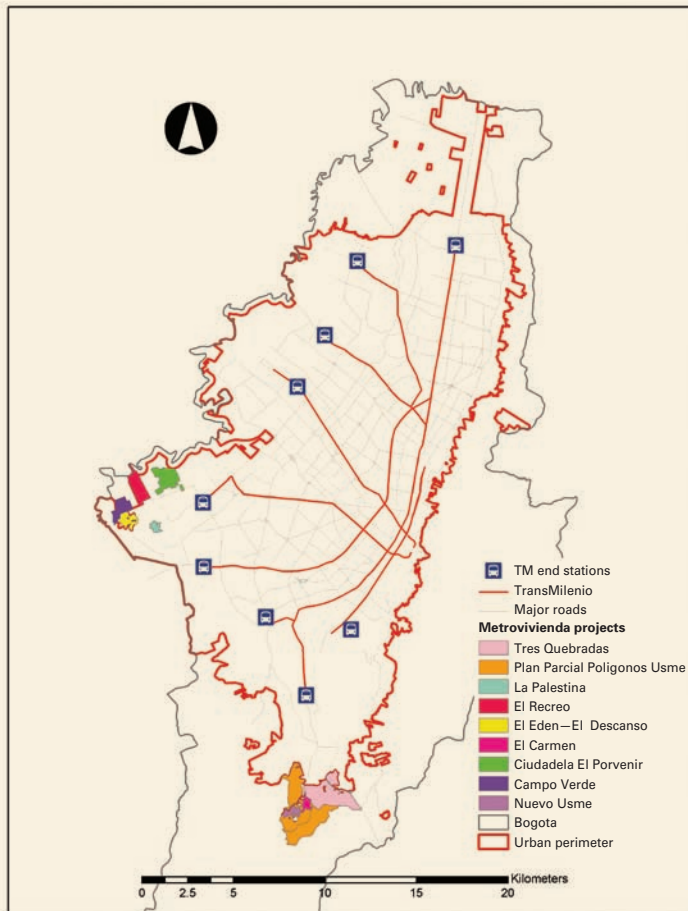 TM end stations
TransMilenio
Major roads
Metrovivienda projects
Tres Quebradas
Plan Parcial Poligonos Usme
La Palestina
El Recreo
El Eden—El Descanso
El Carmen
Ciudadela El Porvenir
Campo Verde
Nuevo Usme
Bogota
Urban perimeter
Kilometers
0 2.5 5 10 15 20